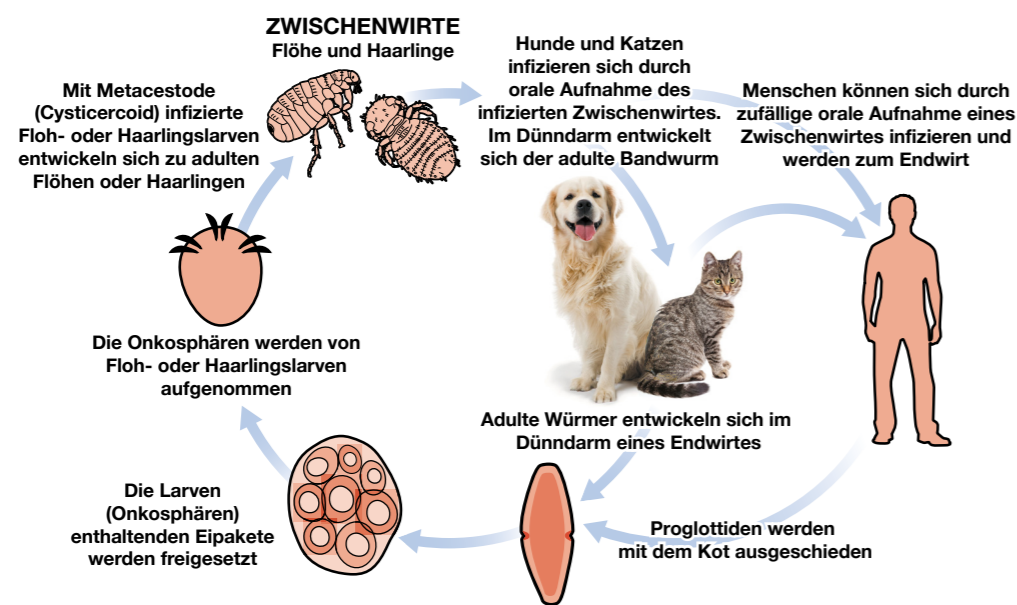 ZWISCHENWIRTE
Flöhe und Haarlinge
Hunde und Katzen
infizieren sich durch
orale Aufnahme des
infizierten Zwischenwirtes.
Im Dünndarm entwickelt
sich der adulte Bandwurm
Menschen können sich durch
zufällige orale Aufnahme eines
Zwischenwirtes infizieren und
werden zum Endwirt
Mit Metacestode
(Cysticercoid) infizierte
Floh- oder Haarlingslarven
entwickeln sich zu adulten
Flöhen oder Haarlingen
Die Onkosphären werden von
Floh- oder Haarlingslarven
aufgenommen
Adulte Würmer entwickeln sich im
Dünndarm eines Endwirtes
Die Larven
(Onkosphären)
enthaltenden Eipakete
werden freigesetzt
Proglottiden werden
mit dem Kot ausgeschieden